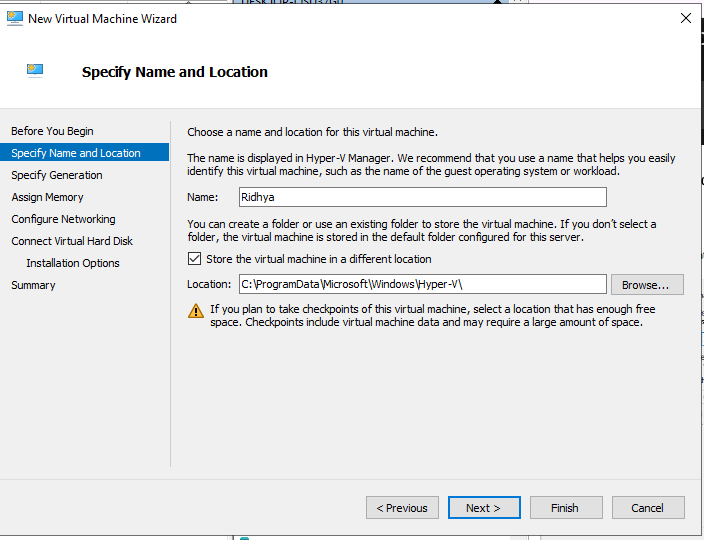 New Virtual Machine Wizard
Specify Name and Location
Before You Begin
Specify Name and Location
Specify Generation
Assign Memory
Configure Networking
Connect Virtual Hard Disk
Installation Options
Summary
Choose a name and location for this virtual machine.
The name is displayed in Hyper-V Manager. We recommend that you use a name that helps you easily
identify this virtual machine, such as the name of the guest operating system or workload.
Name: Ridhya
You can create a folder or use an existing folder to store the virtual machine. If you don't select a
folder, the virtual machine is stored in the default folder configured for this server.
Store the virtual machine in a different location
Location: C:\ProgramData\Microsoft\Windows\Hyper-V\ Browse...
If you plan to take checkpoints of this virtual machine, select a location that has enough free
space. Checkpoints include virtual machine data and may require a large amount of space.
< Previous Next > Finish Cancel